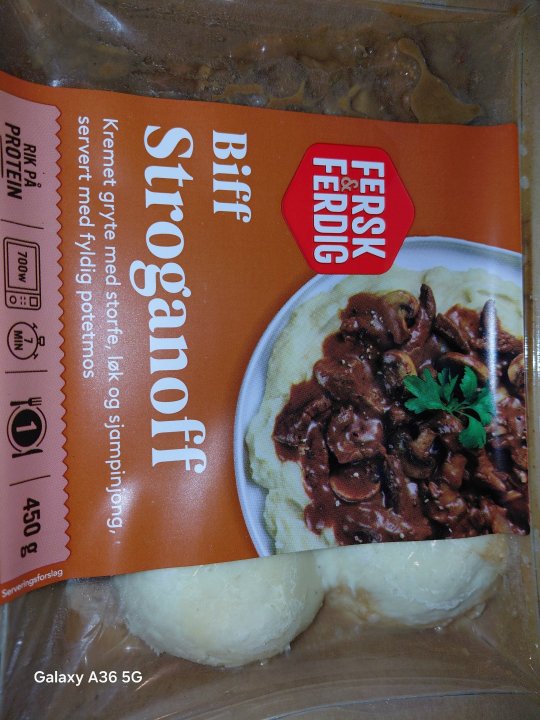 FERSK
&
FERDIG
Biff
Stroganoff
Kremet gryte med storfe, løk og sjampinjong,
servert med fyldig potetmos
RIK PÅ
PROTEIN
700W
7
MIN
1
450 g
Serveringsforslag
Galaxy A36 5G